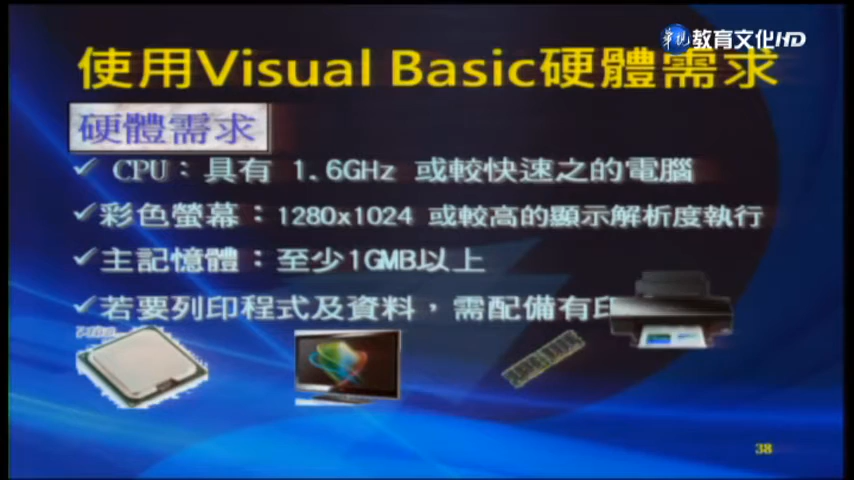 華視教育文化HD
使用Visual Basic硬體需求
硬體需求
✓ CPU：具有 1.6GHz 或較快速之的電腦
✓彩色螢幕：1280x1024 或較高的顯示解析度執行
✓主記憶體：至少1GMB以上
✓若要列印程式及資料，需配備有印
38